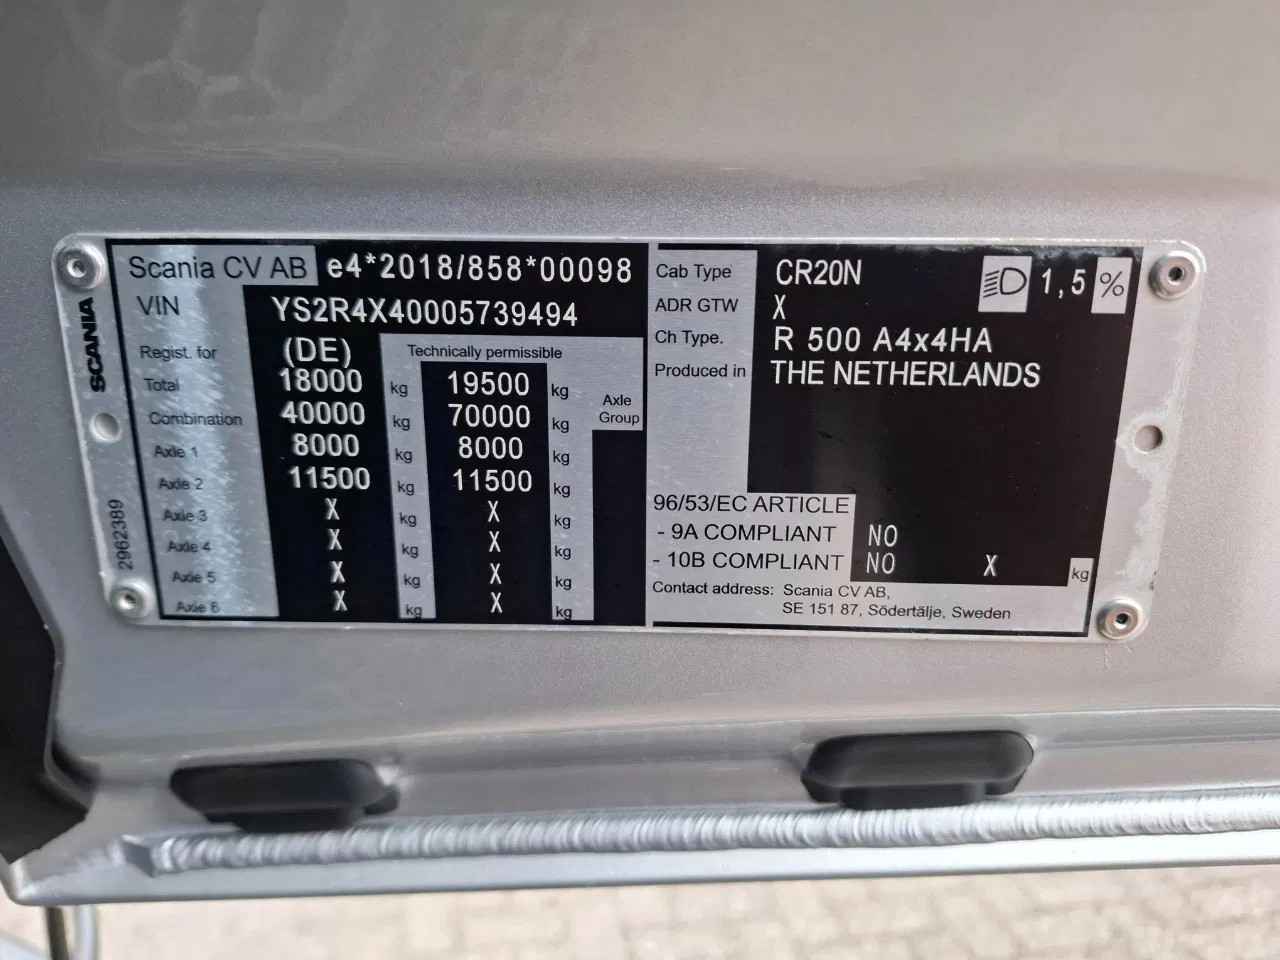 Scania CV AB e4*2018/858*00098
VIN YS2R4X40005739494
Regist. for (DE) Technically permissible
Total 18000 kg 19500 kg
Combination 40000 kg 70000 kg
Axle Group
Axle 1 8000 kg 8000 kg
Axle 2 11500 kg 11500 kg
Axle 3 X kg X kg
Axle 4 X kg X kg
Axle 5 X kg X kg
Axle 6 X kg X kg
SCANIA
2962389
Cab Type CR20N 1,5 %
ADR GTW X
Ch Type. R 500 A4x4HA
Produced in THE NETHERLANDS
96/53/EC ARTICLE
- 9A COMPLIANT NO
- 10B COMPLIANT NO X kg
Contact address: Scania CV AB,
SE 151 87, Södertälje, Sweden